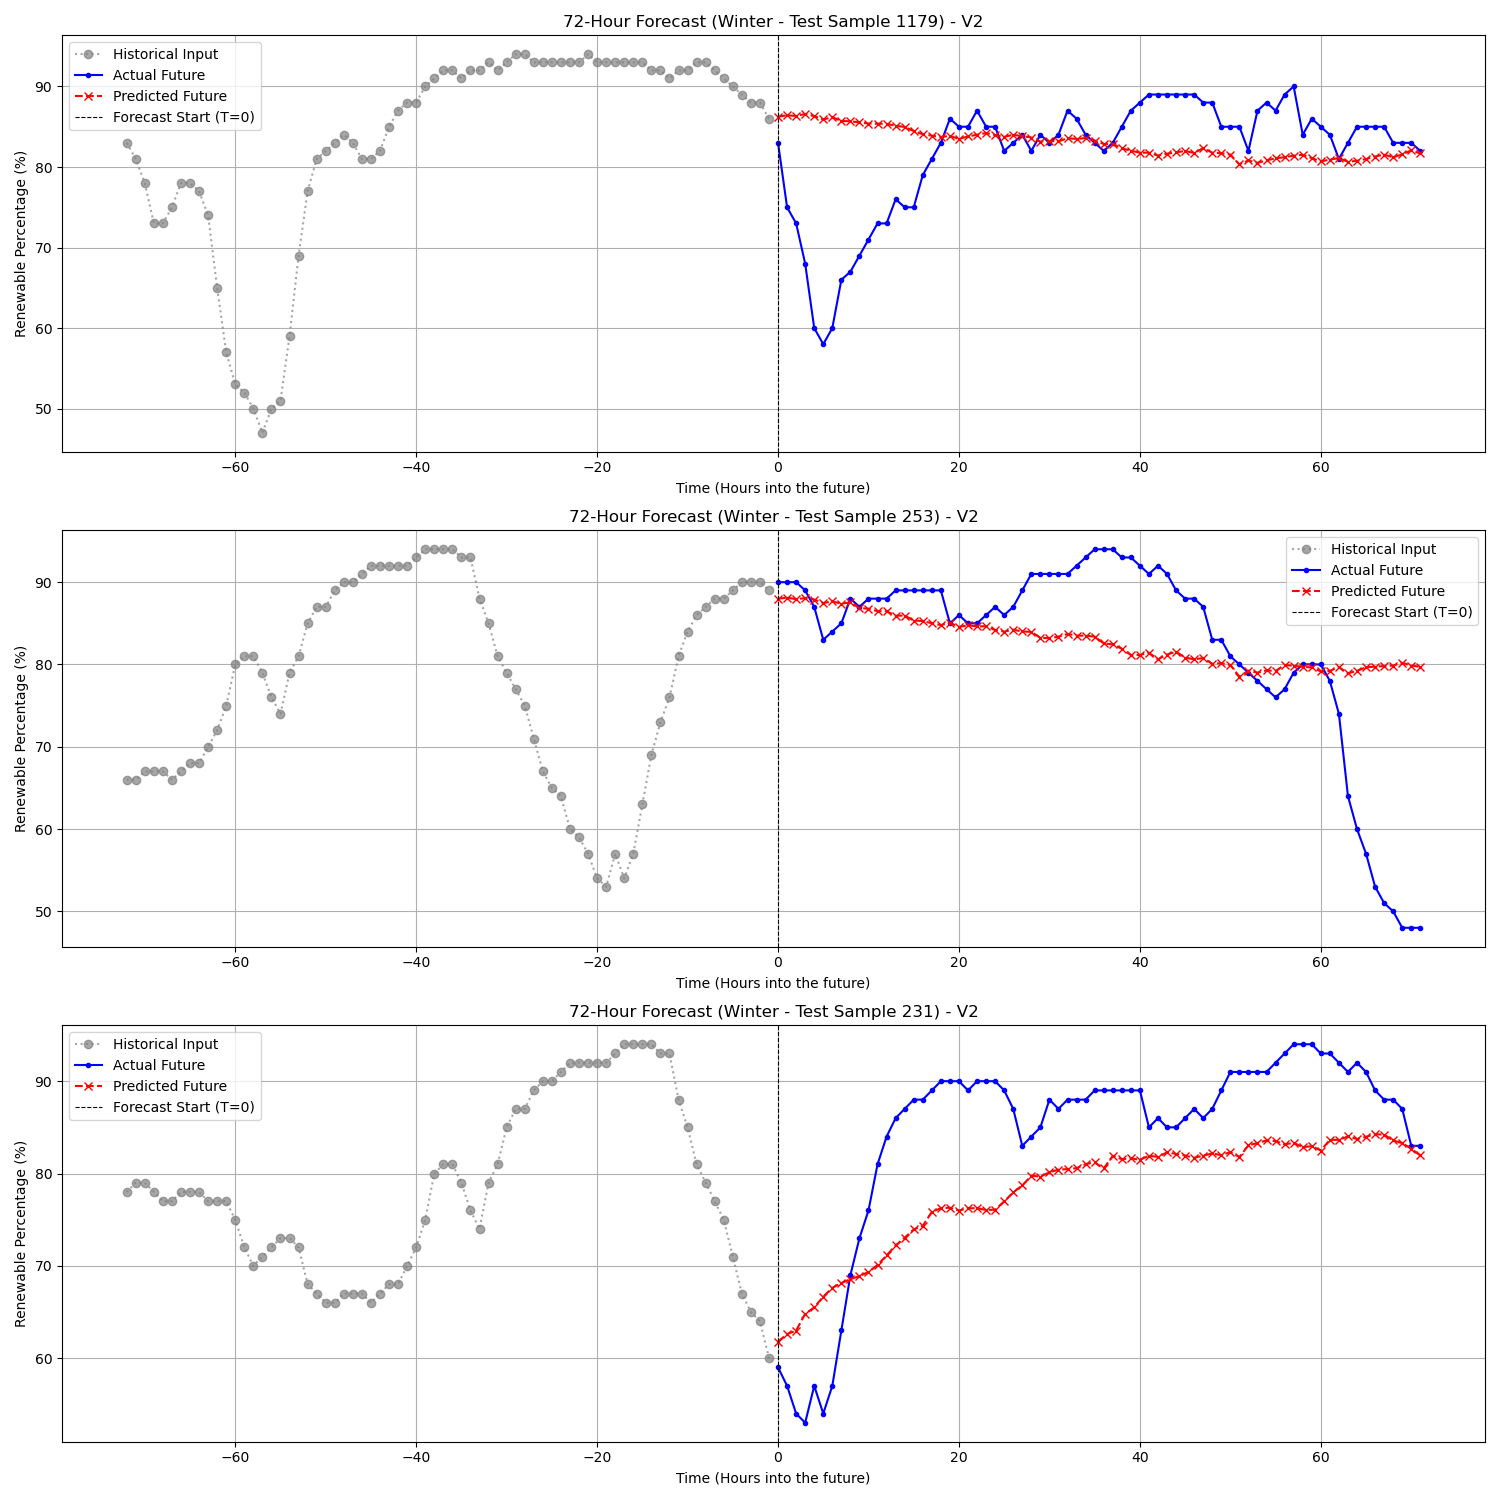 72-Hour Forecast (Winter - Test Sample 1179) - V2
Historical Input
Actual Future
Predicted Future
Forecast Start (T=0)
Renewable Percentage (%)
90
80
70
60
50
−60
−40
−20
0
20
40
60
Time (Hours into the future)
72-Hour Forecast (Winter - Test Sample 253) - V2
Historical Input
Actual Future
Predicted Future
Forecast Start (T=0)
Renewable Percentage (%)
90
80
70
60
50
−60
−40
−20
0
20
40
60
Time (Hours into the future)
72-Hour Forecast (Winter - Test Sample 231) - V2
Historical Input
Actual Future
Predicted Future
Forecast Start (T=0)
Renewable Percentage (%)
90
80
70
60
−60
−40
−20
0
20
40
60
Time (Hours into the future)